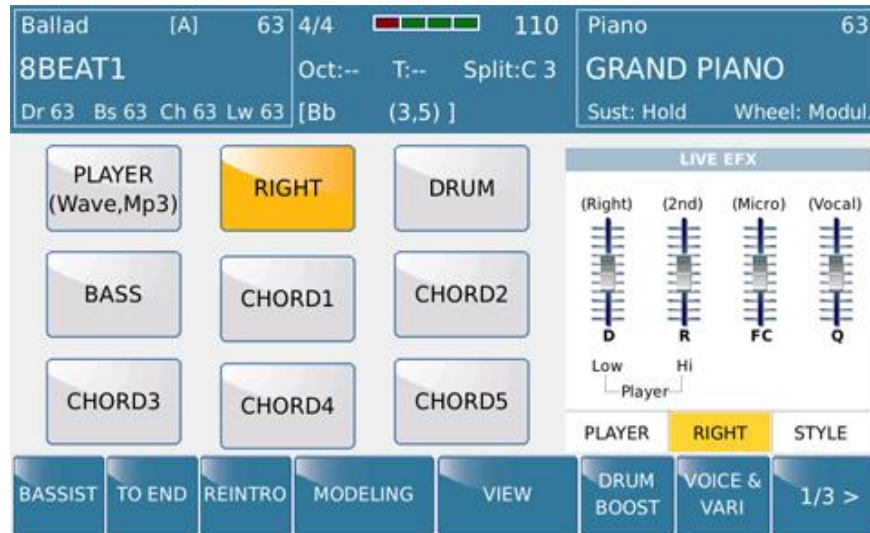 Ballad [A] 63
8BEAT1
Dr 63 Bs 63 Ch 63 Lw 63
4/4 110
Oct:-- T:-- Split:C 3
[Bb (3,5) ]
Piano 63
GRAND PIANO
Sust: Hold Wheel: Modul.
PLAYER
(Wave,Mp3)
RIGHT
DRUM
BASS
CHORD1
CHORD2
CHORD3
CHORD4
CHORD5
LIVE EFX
(Right) (2nd) (Micro) (Vocal)
D R FC Q
Low Hi
Player
PLAYER RIGHT STYLE
BASSIST
TO END
REINTRO
MODELING
VIEW
DRUM
BOOST
VOICE &
VARI
1/3 >